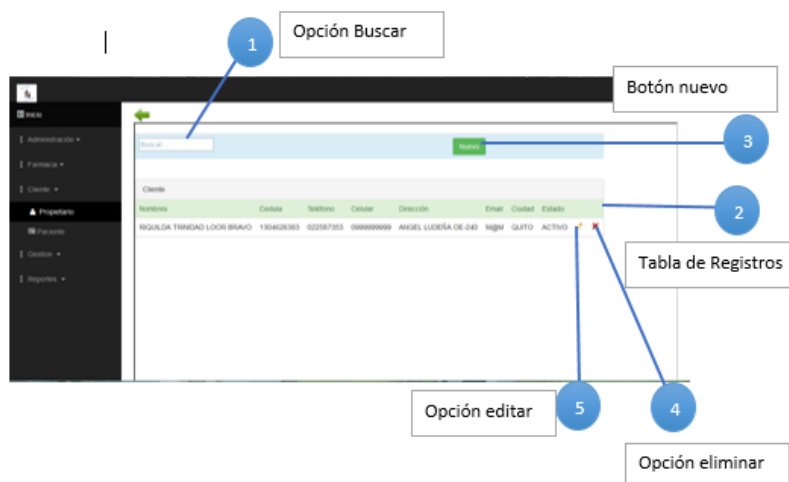 Opción Buscar
1
Botón nuevo
Inicio
Administración
Buscar...
Nuevo
3
Farmacia
Cliente
Cliente
Propietario
Nombres Cedula Teléfono Celular Dirección Email Ciudad Estado
2
Paciente
RIQUILDA TRINIDAD LOOR BRAVO 1304626383 022587353 0999999999 ANGEL LUDEÑA OE-240 M@M QUITO ACTIVO
Gestion
Tabla de Registros
Reportes
Opción editar
5
4
Opción eliminar